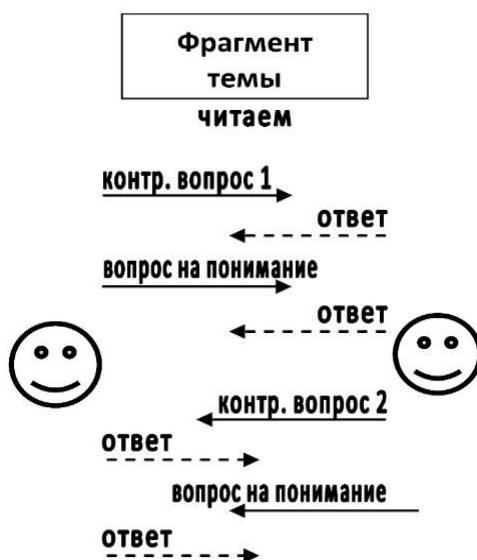 Фрагмент
темы
читаем
контр. вопрос 1
ответ
вопрос на понимание
ответ
контр. вопрос 2
ответ
вопрос на понимание
ответ